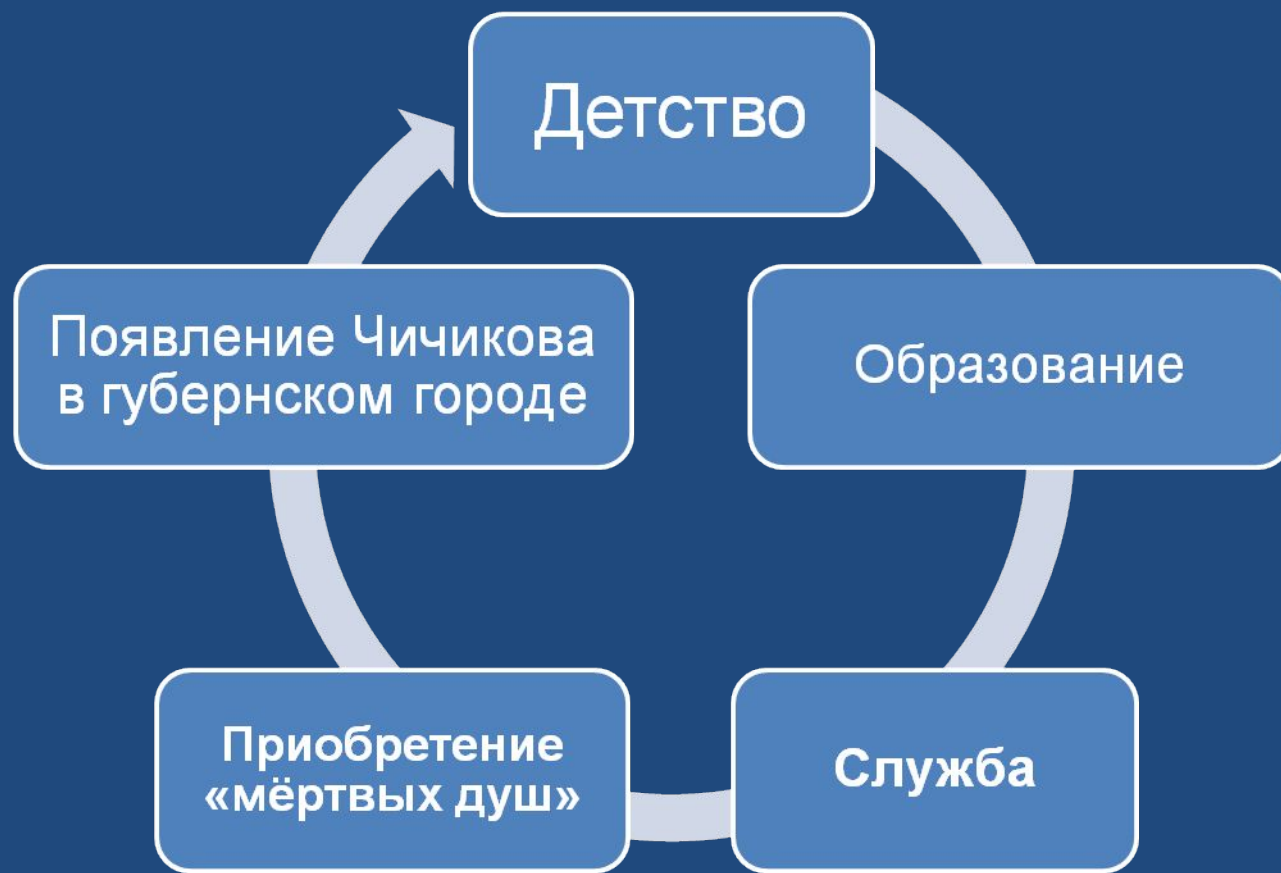 Детство
Образование
Служба
Приобретение
«мёртвых душ»
Появление Чичикова
в губернском городе